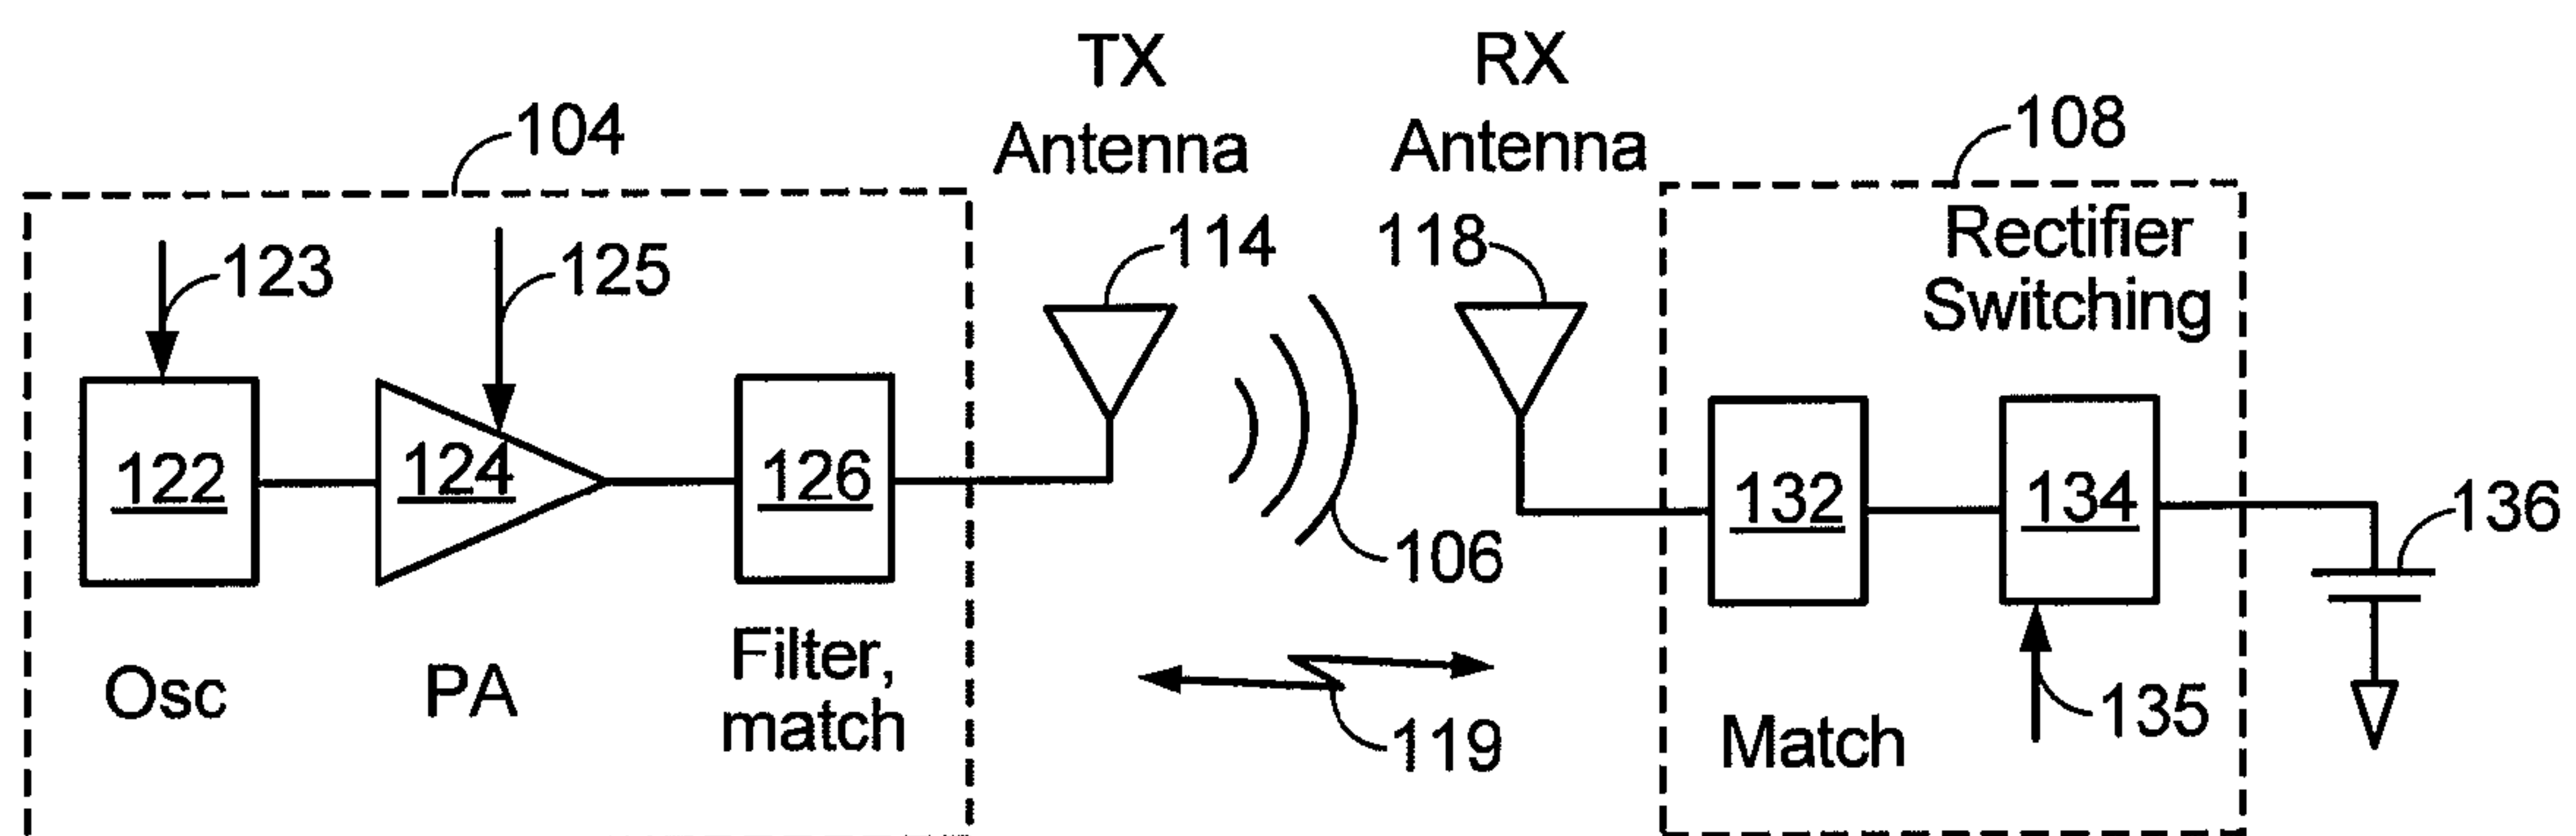 TX
Antenna
RX
Antenna
104
108
Rectifier
Switching
123
125
114
118
122
124
126
132
134
136
106
Osc
PA
Filter,
match
119
Match
135